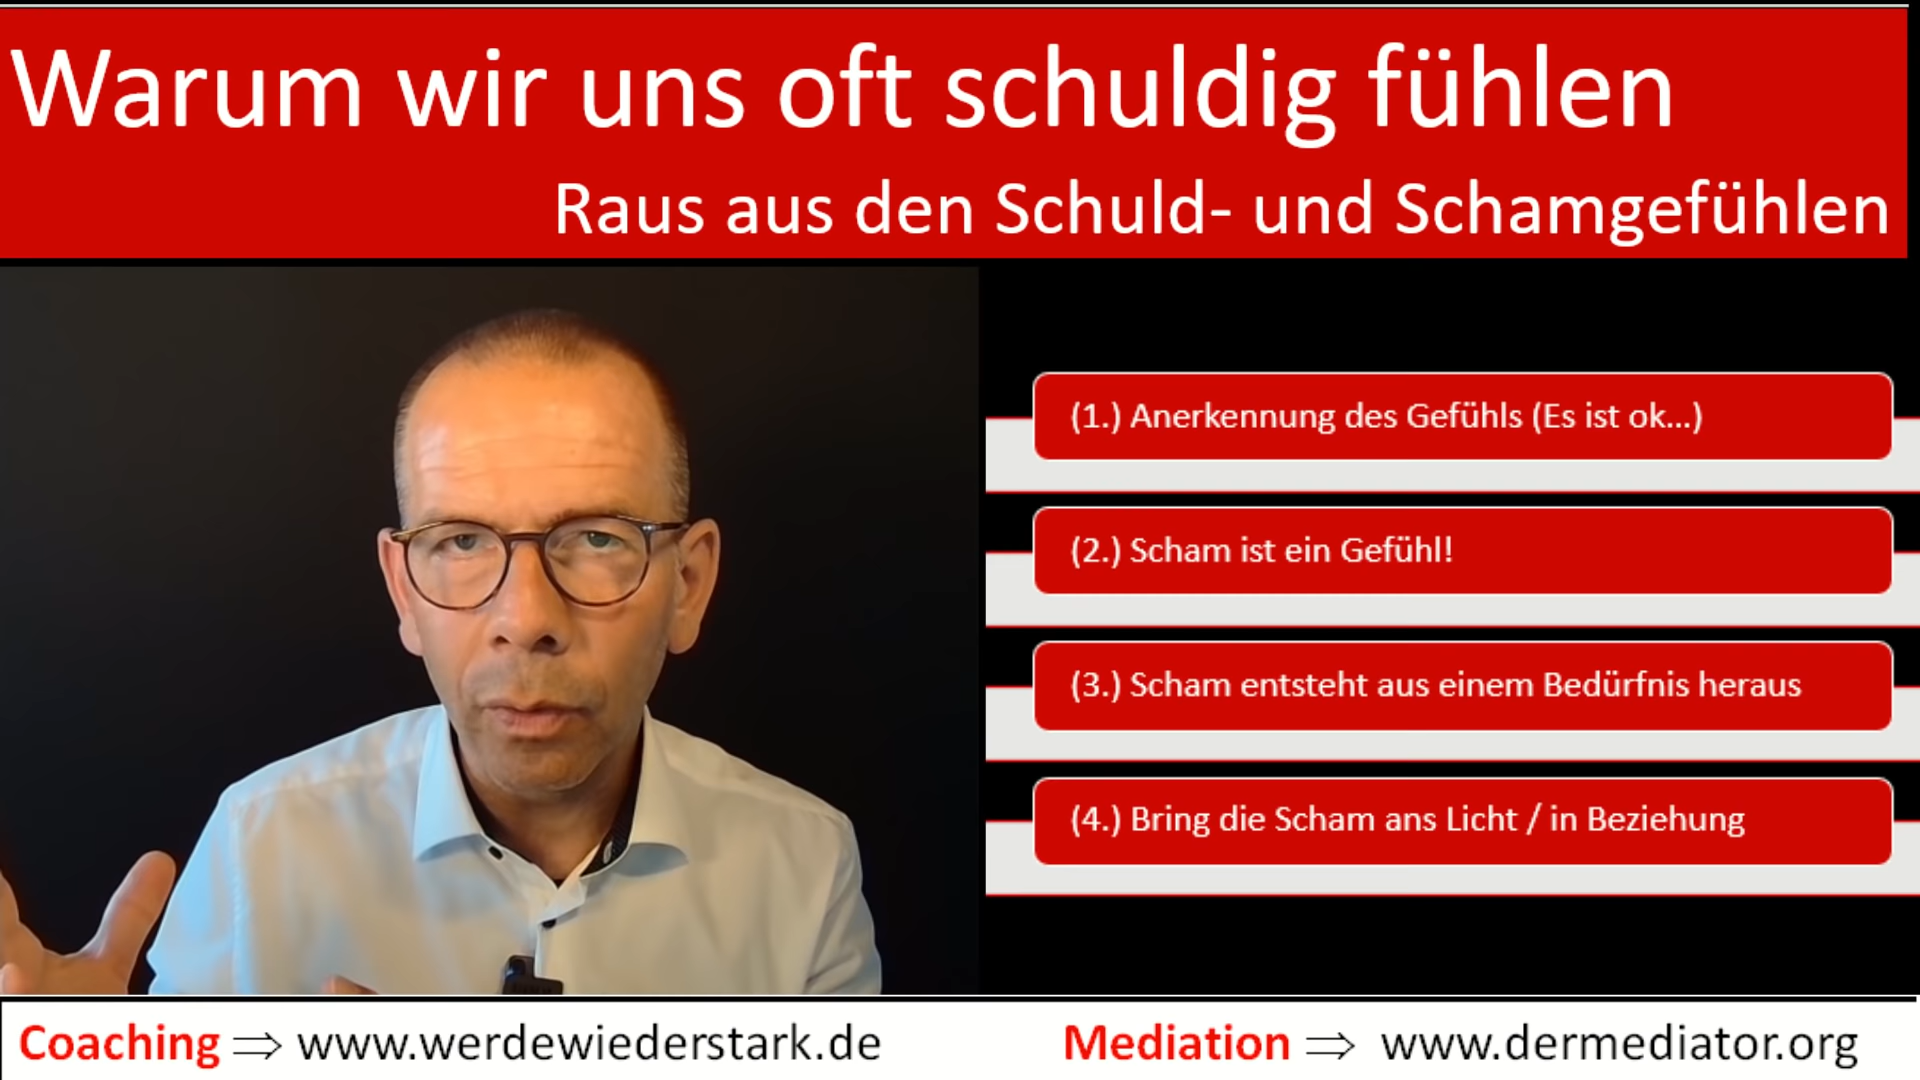 Warum wir uns oft schuldig fühlen
Raus aus den Schuld- und Schamgefühlen
(1.) Anerkennung des Gefühls (Es ist ok...)
(2.) Scham ist ein Gefühl!
(3.) Scham entsteht aus einem Bedürfnis heraus
(4.) Bring die Scham ans Licht / in Beziehung
Coaching ⇒ www.werdewiederstark.de
Mediation ⇒ www.dermediator.org